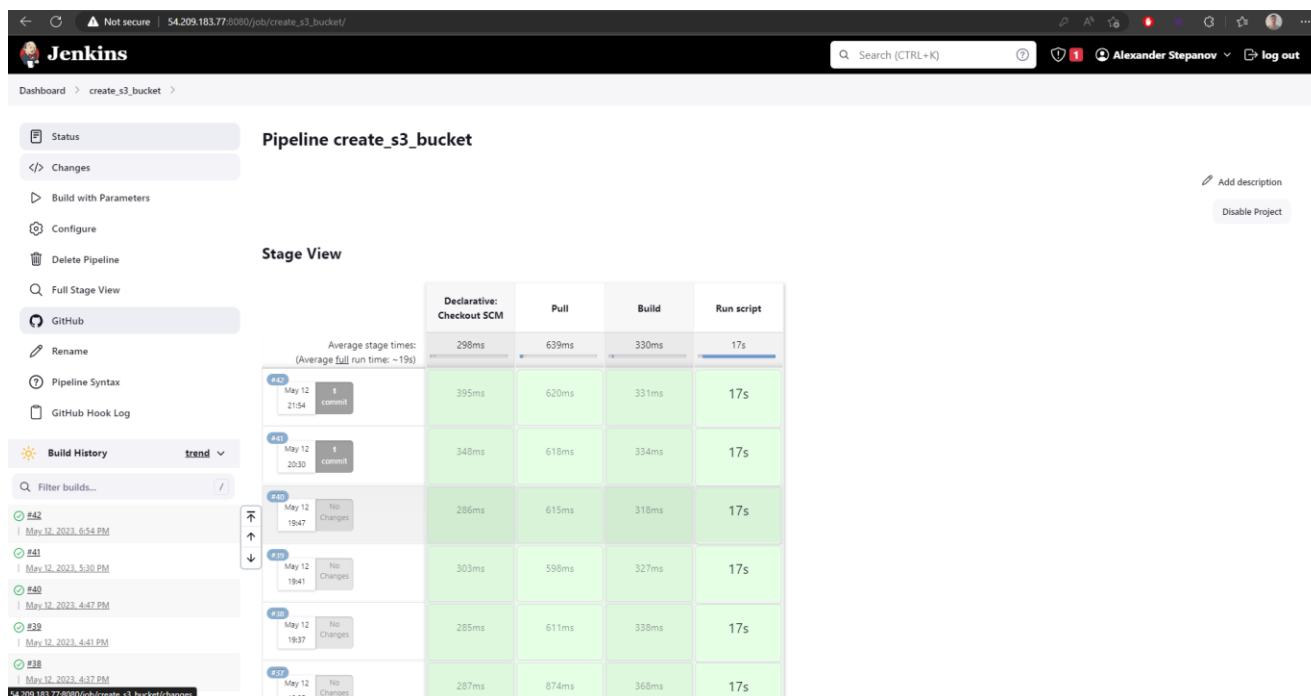 Not secure | 54.209.183.77:8080/job/create_s3_bucket/
Jenkins
Search (CTRL+K)
1
Alexander Stepanov
log out
Dashboard > create_s3_bucket >
Status
Changes
Build with Parameters
Configure
Delete Pipeline
Full Stage View
GitHub
Rename
Pipeline Syntax
GitHub Hook Log
Build History trend
Filter builds... /
#42
May 12, 2023, 6:54 PM
#41
May 12, 2023, 5:30 PM
#40
May 12, 2023, 4:47 PM
#39
May 12, 2023, 4:41 PM
#38
May 12, 2023, 4:37 PM
54.209.183.77:8080/job/create_s3_bucket/changes
Pipeline create_s3_bucket
Add description
Disable Project
Stage View
Declarative: Checkout SCM Pull Build Run script
Average stage times: 298ms 639ms 330ms 17s
(Average full run time: ~19s)
#42
May 12 21:54 1 commit 395ms 620ms 331ms 17s
#41
May 12 20:30 1 commit 348ms 618ms 334ms 17s
#40
May 12 19:47 No Changes 286ms 615ms 318ms 17s
#39
May 12 19:41 No Changes 303ms 598ms 327ms 17s
#38
May 12 19:37 No Changes 285ms 611ms 338ms 17s
#37
May 12 No Changes 287ms 874ms 368ms 17s